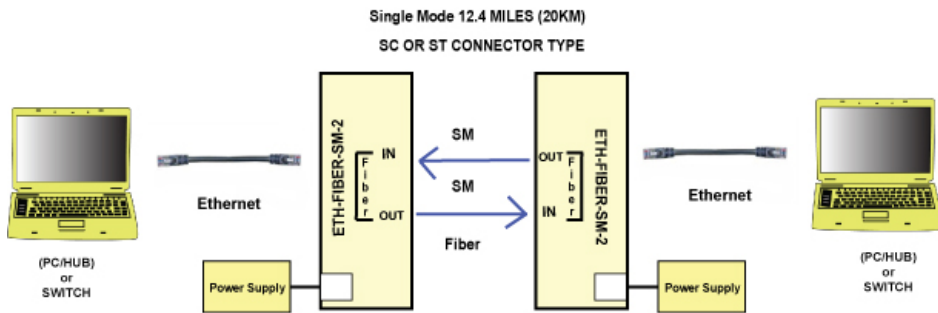 Single Mode 12.4 MILES (20KM)
SC OR ST CONNECTOR TYPE
ETH-FIBER-SM-2
Fiber
IN
OUT
SM
SM
Fiber
OUT
IN
Fiber
ETH-FIBER-SM-2
Ethernet
Ethernet
(PC/HUB)
or
SWITCH
Power Supply
Power Supply
(PC/HUB)
or
SWITCH